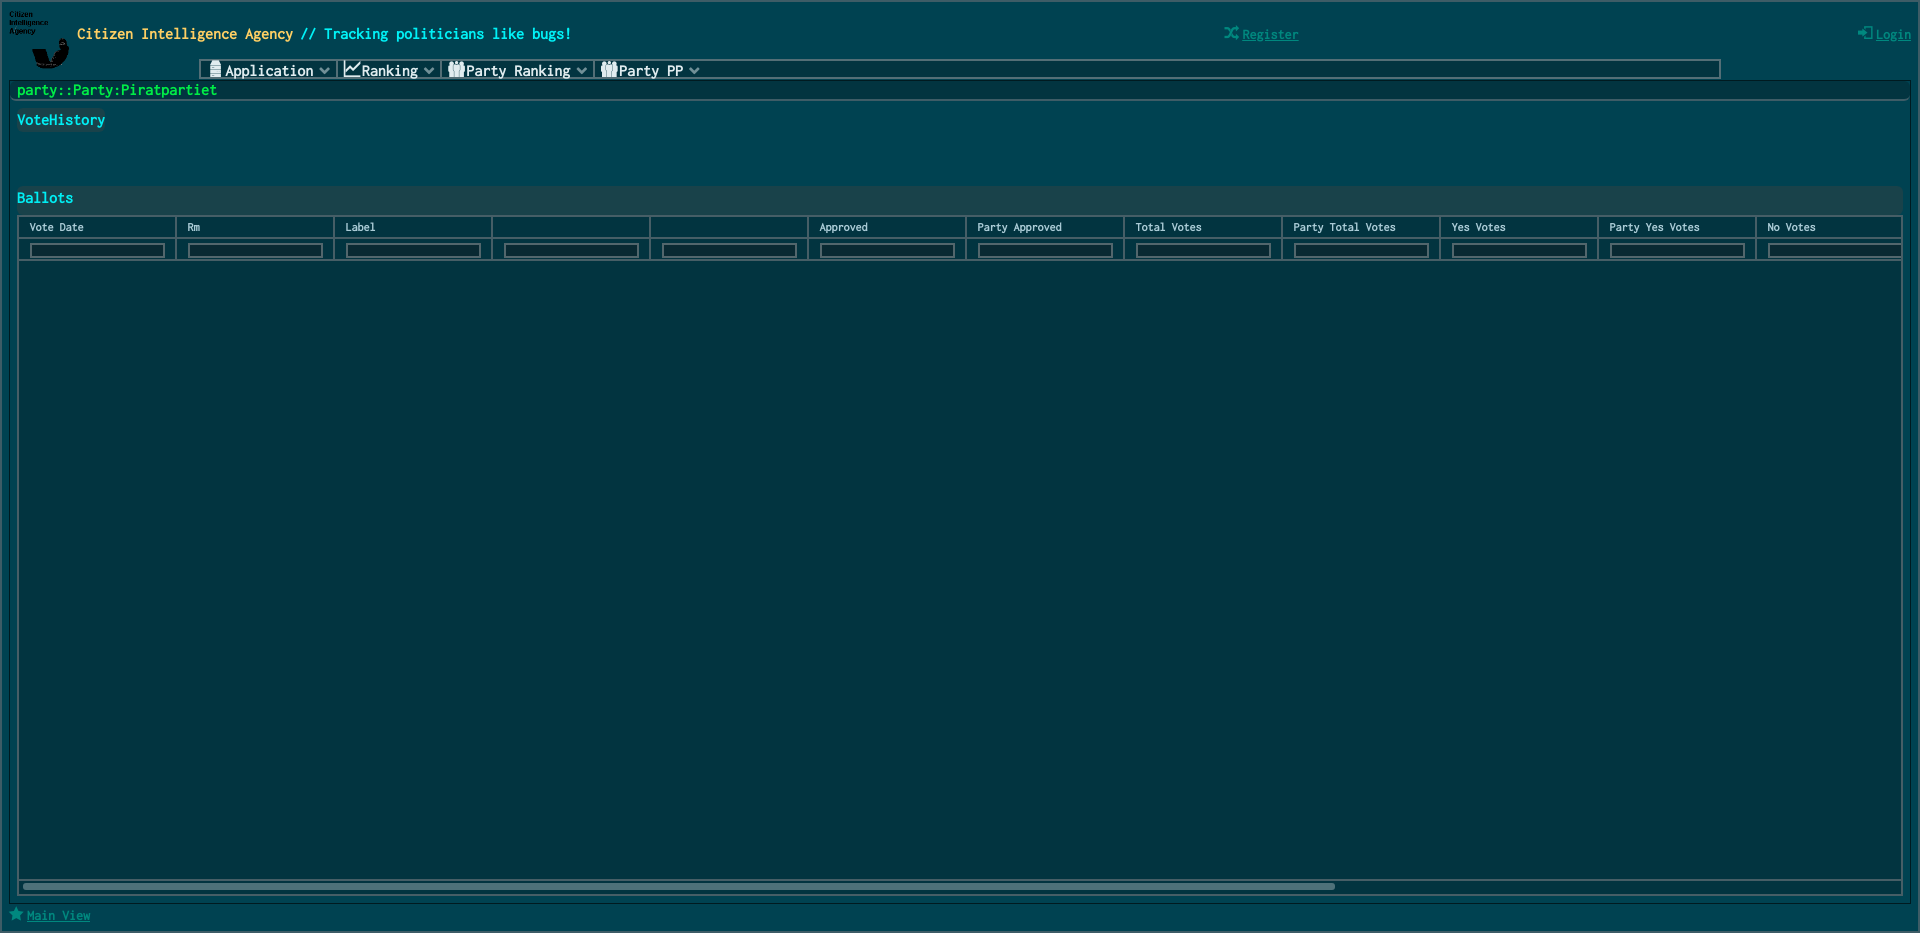 Citizen
Intelligence
Agency
Citizen Intelligence Agency // Tracking politicians like bugs!
Register
Login
Application
Ranking
Party Ranking
Party PP
party::Party:Piratpartiet
VoteHistory
Ballots
Vote Date
Rm
Label
Approved
Party Approved
Total Votes
Party Total Votes
Yes Votes
Party Yes Votes
No Votes
Main View